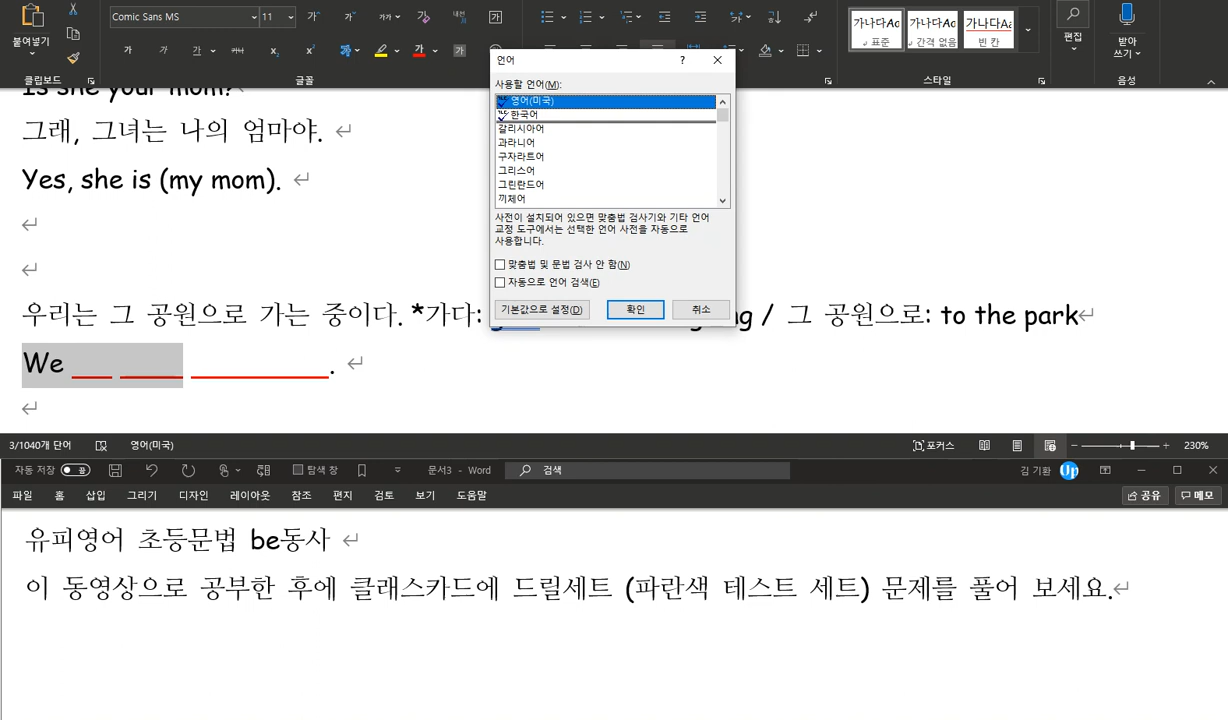 Comic Sans MS
11
가나다Ac
가나다Ac
가나다Aa
표준
간격 없음
빈 칸
붙여넣기
편집
받아
쓰기
클립보드
글꼴
스타일
음성
언어
?
사용할 언어(M):
영어(미국)
한국어
갈리시아어
과라니어
구자라트어
그리스어
그린란드어
끼체어
사전이 설치되어 있으면 맞춤법 검사기와 기타 언어
교정 도구에서는 선택한 언어 사전을 자동으로
사용합니다.
맞춤법 및 문법 검사 안 함(N)
자동으로 언어 검색(E)
기본값으로 설정(D)
확인
취소
Is she your mom?
그래, 그녀는 나의 엄마야.
Yes, she is (my mom).
우리는 그 공원으로 가는 중이다. *가다: / 그 공원으로: to the park
We .
3/1040개 단어
영어(미국)
포커스
230%
자동 저장
끔
탐색 창
문서3 - Word
검색
김 기환
Up
파일 홈 삽입 그리기 디자인 레이아웃 참조 편지 검토 보기 도움말
공유
메모
유피영어 초등문법 be동사
이 동영상으로 공부한 후에 클래스카드에 드릴세트 (파란색 테스트 세트) 문제를 풀어 보세요.